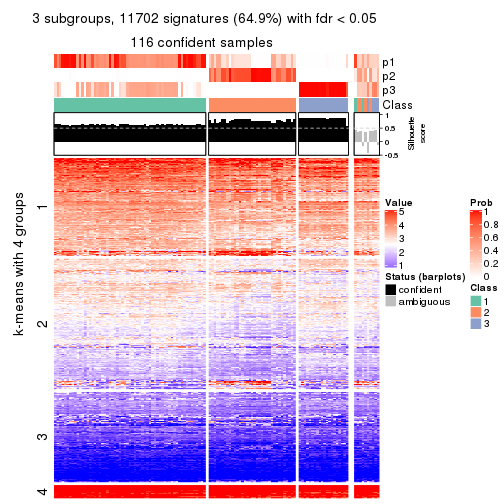 3 subgroups, 11702 signatures (64.9%) with fdr < 0.05
116 confident samples
p1
p2
p3
Class
1
0.5
0
-0.5
Silhouette
score
k-means with 4 groups
1
2
3
4
Value
5
4
3
2
1
Status (barplots)
confident
ambiguous
Prob
1
0.8
0.6
0.4
0.2
0
Class
1
2
3